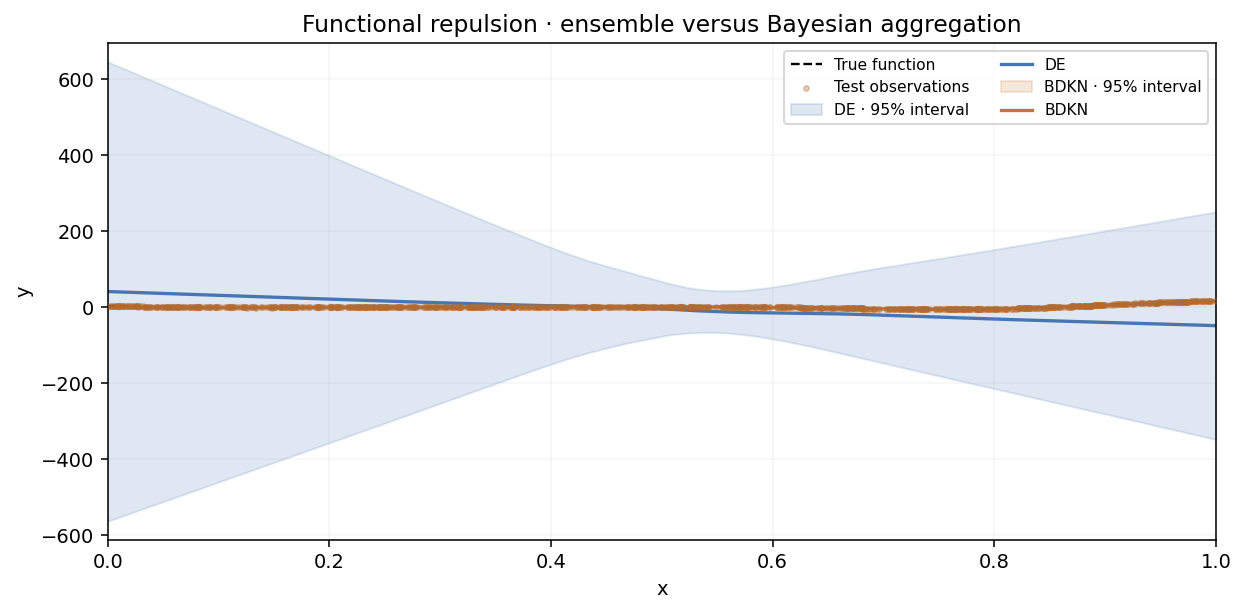 Functional repulsion · ensemble versus Bayesian aggregation
True function
Test observations
DE · 95% interval
DE
BDKN · 95% interval
BDKN
y
600
400
200
0
−200
−400
−600
0.0 0.2 0.4 0.6 0.8 1.0
x